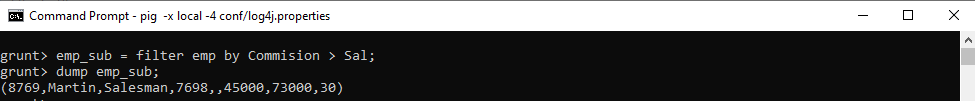 Command Prompt - pig  -x local -4 conf/log4j.properties
grunt> emp_sub = filter emp by Commision > Sal;
grunt> dump emp_sub;
(8769,Martin,Salesman,7698,,45000,73000,30)